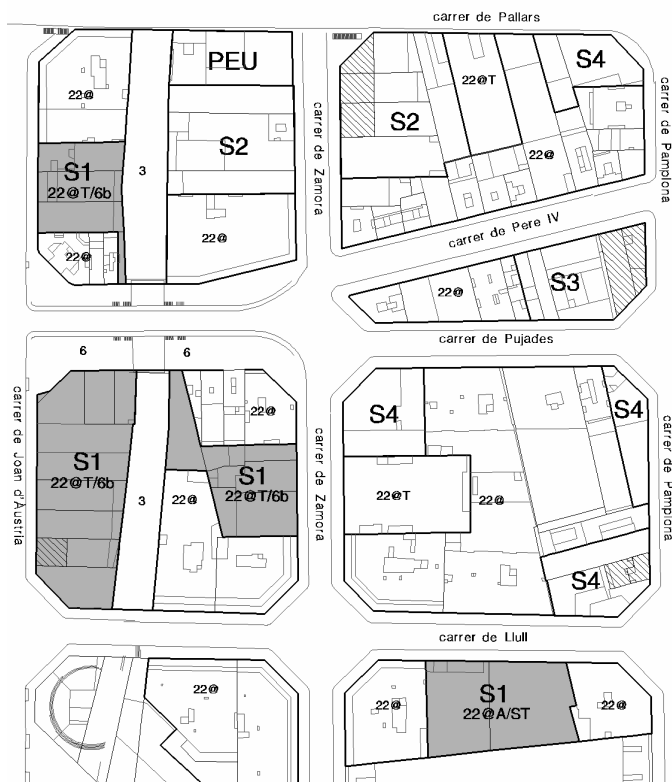 carrer de Pallars
PEU
S4
22@
22@T
carrer de Zamora
S2
S2
carrer de Pamplona
S1
22@T/6b
3
22@
22@
22@
carrer de Pere IV
22@
S3
carrer de Pujades
6
6
carrer de Joan d'Àustria
22@
S4
S4
S1
22@T/6b
S1
22@T/6b
carrer de Zamora
carrer de Pamplona
3
22@
22@T
22@
S4
carrer de Llull
22@
22@
S1
22@A/ST
22@